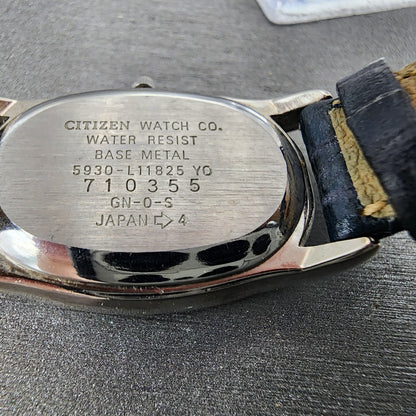 CITIZEN WATCH CO.
WATER RESIST
BASE METAL
5930-L11825 YO
710355
GN-0-S
JAPAN ⇨ 4